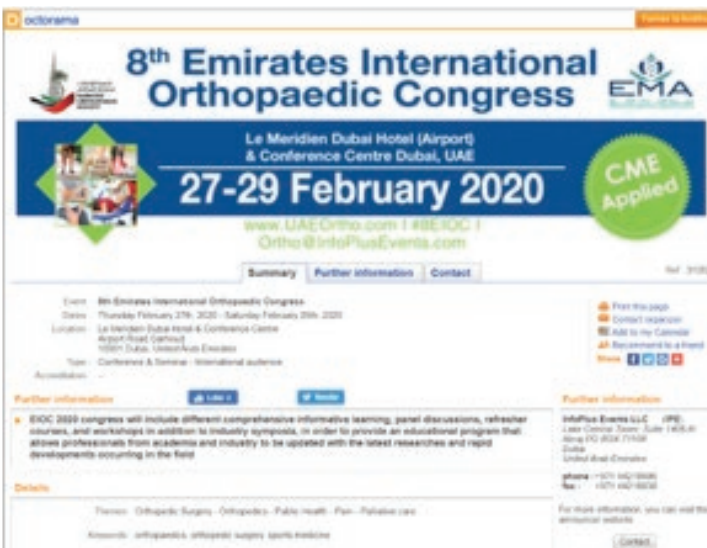 octorama
8th Emirates International
Orthopaedic Congress
EMA
Le Meridien Dubai Hotel (Airport)
& Conference Centre Dubai, UAE
27-29 February 2020
CME
Applied
www.UAEOrtho.com | #8EIOC |
Ortho@InfoPlusEvents.com
Summary Further information Contact
Event 8th Emirates International Orthopaedic Congress
Dates Thursday February 27th, 2020 - Saturday February 29th, 2020
Location Le Meridien Dubai Hotel & Conference Centre
Airport Road, Garhoud
Dubai, United Arab Emirates
Type Conference & Seminar - International audience
Accreditation -
Print this page
Contact organizer
Add to my Calendar
Recommend to a friend
Share
Further information
EIOC 2020 congress will include different comprehensive informative learning, panel discussions, refresher
courses, and workshops in addition to industry symposia, in order to provide an educational program that
allows professionals from academia and industry to be updated with the latest researches and rapid
developments occurring in the field
Details
Themes Orthopedic Surgery - Orthopedics - Public Health - Pain - Palliative care
Keywords orthopaedics, orthopedic surgery, sports medicine
Further information
InfoPlus Events LLC (IPE)
Dubai
United Arab Emirates
phone
fax
For more information, you can visit the
announcer website
Contact